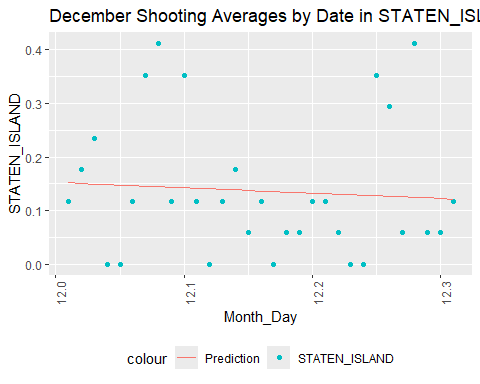 December Shooting Averages by Date in STATEN_ISL
STATEN_ISLAND
0.4
0.3
0.2
0.1
0.0
12.0
12.1
12.2
12.3
Month_Day
colour
Prediction
STATEN_ISLAND